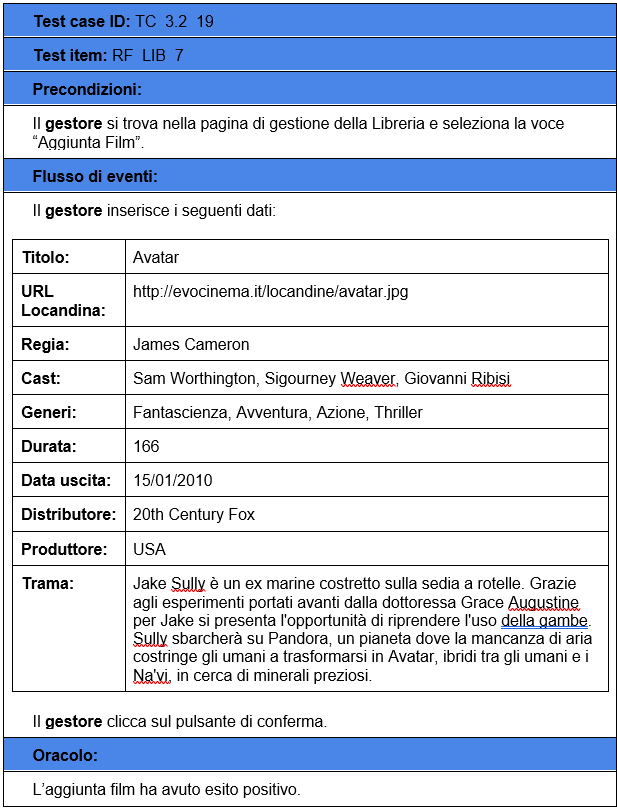 Test case ID: TC 3.2 19
Test item: RF LIB 7
Precondizioni:
Il gestore si trova nella pagina di gestione della Libreria e seleziona la voce
“Aggiunta Film”.
Flusso di eventi:
Il gestore inserisce i seguenti dati:
Titolo: Avatar
URL
Locandina: http://evocinema.it/locandine/avatar.jpg
Regia: James Cameron
Cast: Sam Worthington, Sigourney Weaver, Giovanni Ribisi
Generi: Fantascienza, Avventura, Azione, Thriller
Durata: 166
Data uscita: 15/01/2010
Distributore: 20th Century Fox
Produttore: USA
Trama: Jake Sully è un ex marine costretto sulla sedia a rotelle. Grazie
agli esperimenti portati avanti dalla dottoressa Grace Augustine
per Jake si presenta l'opportunità di riprendere l'uso della gambe.
Sully sbarcherà su Pandora, un pianeta dove la mancanza di aria
costringe gli umani a trasformarsi in Avatar, ibridi tra gli umani e i
Na'vi, in cerca di minerali preziosi.
Il gestore clicca sul pulsante di conferma.
Oracolo:
L’aggiunta film ha avuto esito positivo.